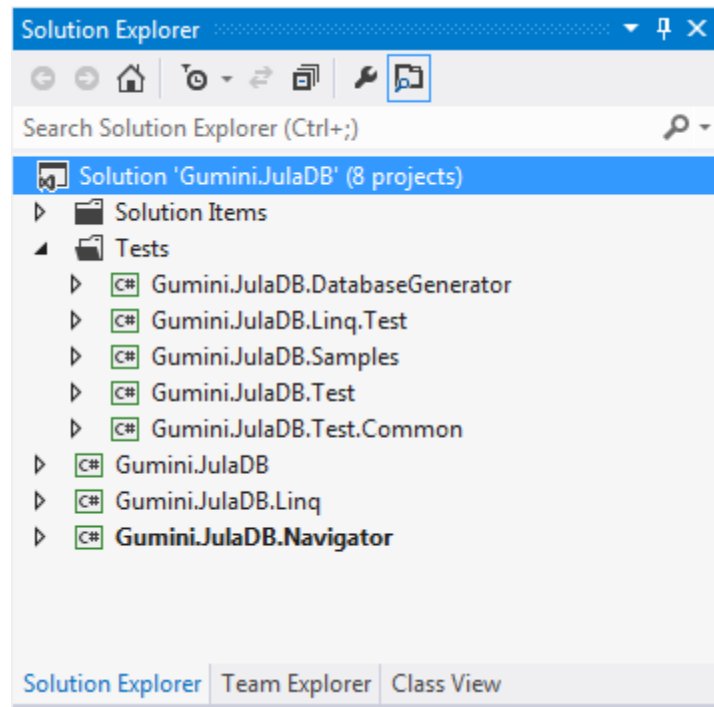 Solution Explorer
Search Solution Explorer (Ctrl+;)
Solution 'Gumini.JulaDB' (8 projects)
Solution Items
Tests
C# Gumini.JulaDB.DatabaseGenerator
C# Gumini.JulaDB.Linq.Test
C# Gumini.JulaDB.Samples
C# Gumini.JulaDB.Test
C# Gumini.JulaDB.Test.Common
C# Gumini.JulaDB
C# Gumini.JulaDB.Linq
C# Gumini.JulaDB.Navigator
Solution Explorer Team Explorer Class View